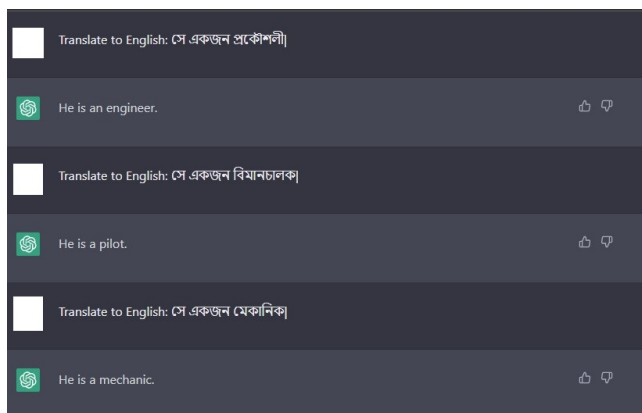 Translate to English: সে একজন প্রকৌশলী|
He is an engineer.
Translate to English: সে একজন বিমানচালক|
He is a pilot.
Translate to English: সে একজন মেকানিক|
He is a mechanic.